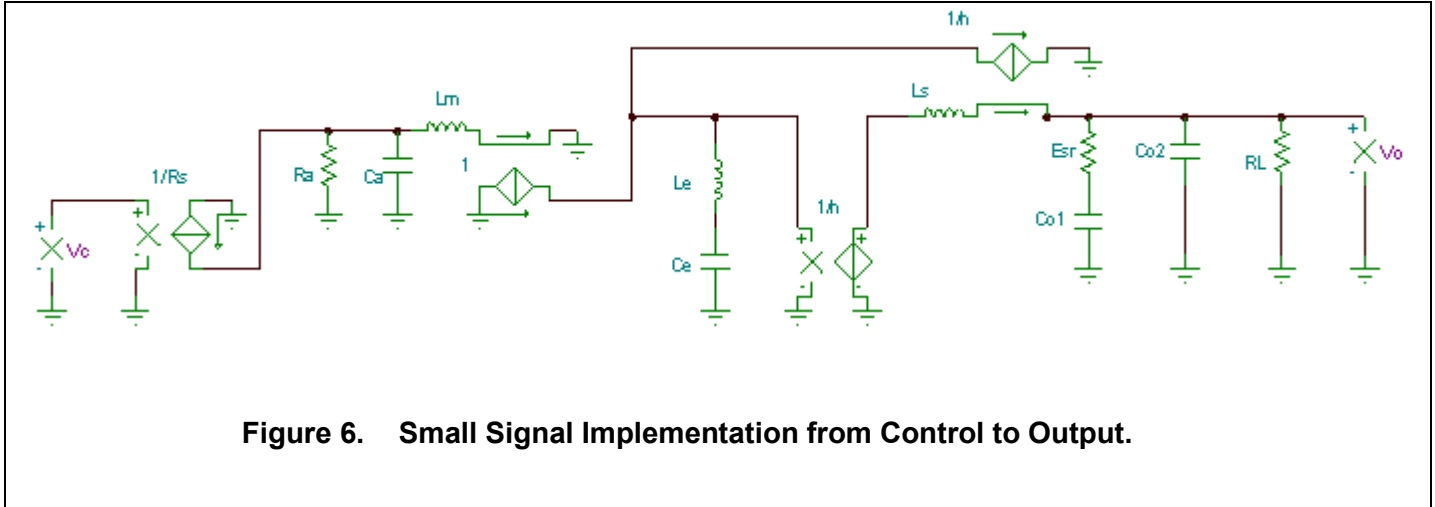 1/h
Lm
Ls
Ra
Ca
1
1/Rs
Le
Esr
Co2
RL
+
Vo
-
+
Vc
-
+
-
1/h
Ce
+
-
+
-
Co1
Figure 6. Small Signal Implementation from Control to Output.